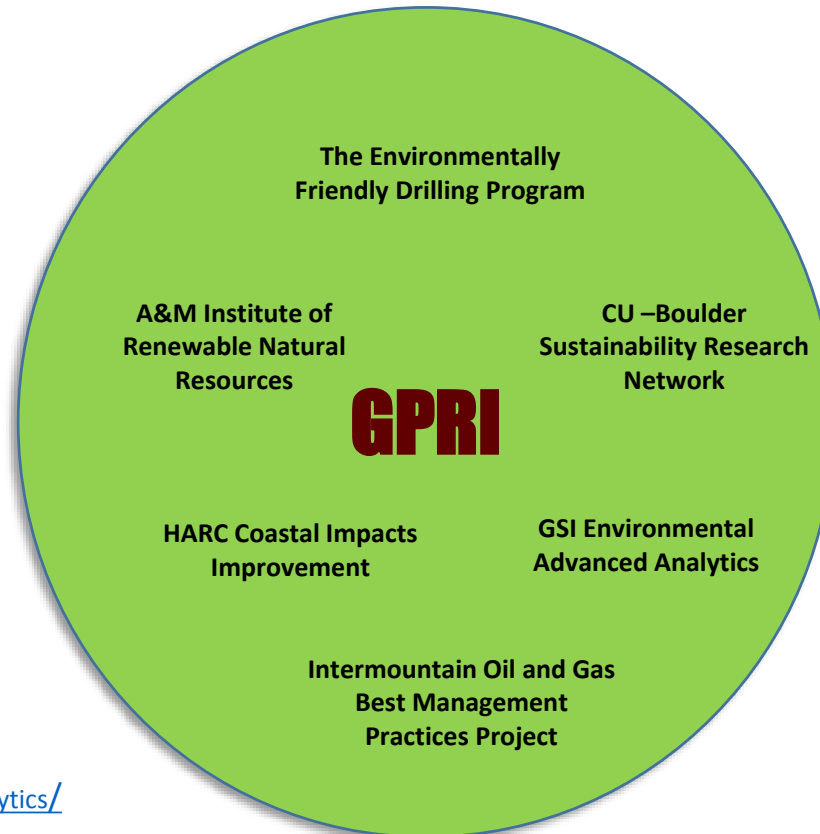 The Environmentally
Friendly Drilling Program
A&M Institute of
Renewable Natural
Resources
CU –Boulder
Sustainability Research
Network
GPRI
HARC Coastal Impacts
Improvement
GSI Environmental
Advanced Analytics
Intermountain Oil and Gas
Best Management
Practices Project
ytics/